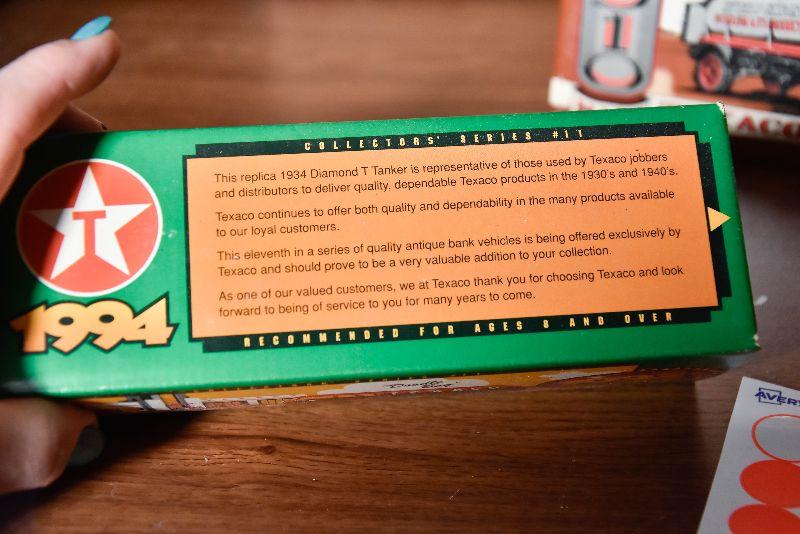 COLLECTORS' SERIES #11
This replica 1934 Diamond T Tanker is representative of those used by Texaco jobbers
and distributors to deliver quality, dependable Texaco products in the 1930's and 1940's.
Texaco continues to offer both quality and dependability in the many products available
to our loyal customers.
This eleventh in a series of quality antique bank vehicles is being offered exclusively by
Texaco and should prove to be a very valuable addition to your collection.
As one of our valued customers, we at Texaco thank you for choosing Texaco and look
forward to being of service to you for many years to come.
RECOMMENDED FOR AGES 8 AND OVER
T
1994
AVER